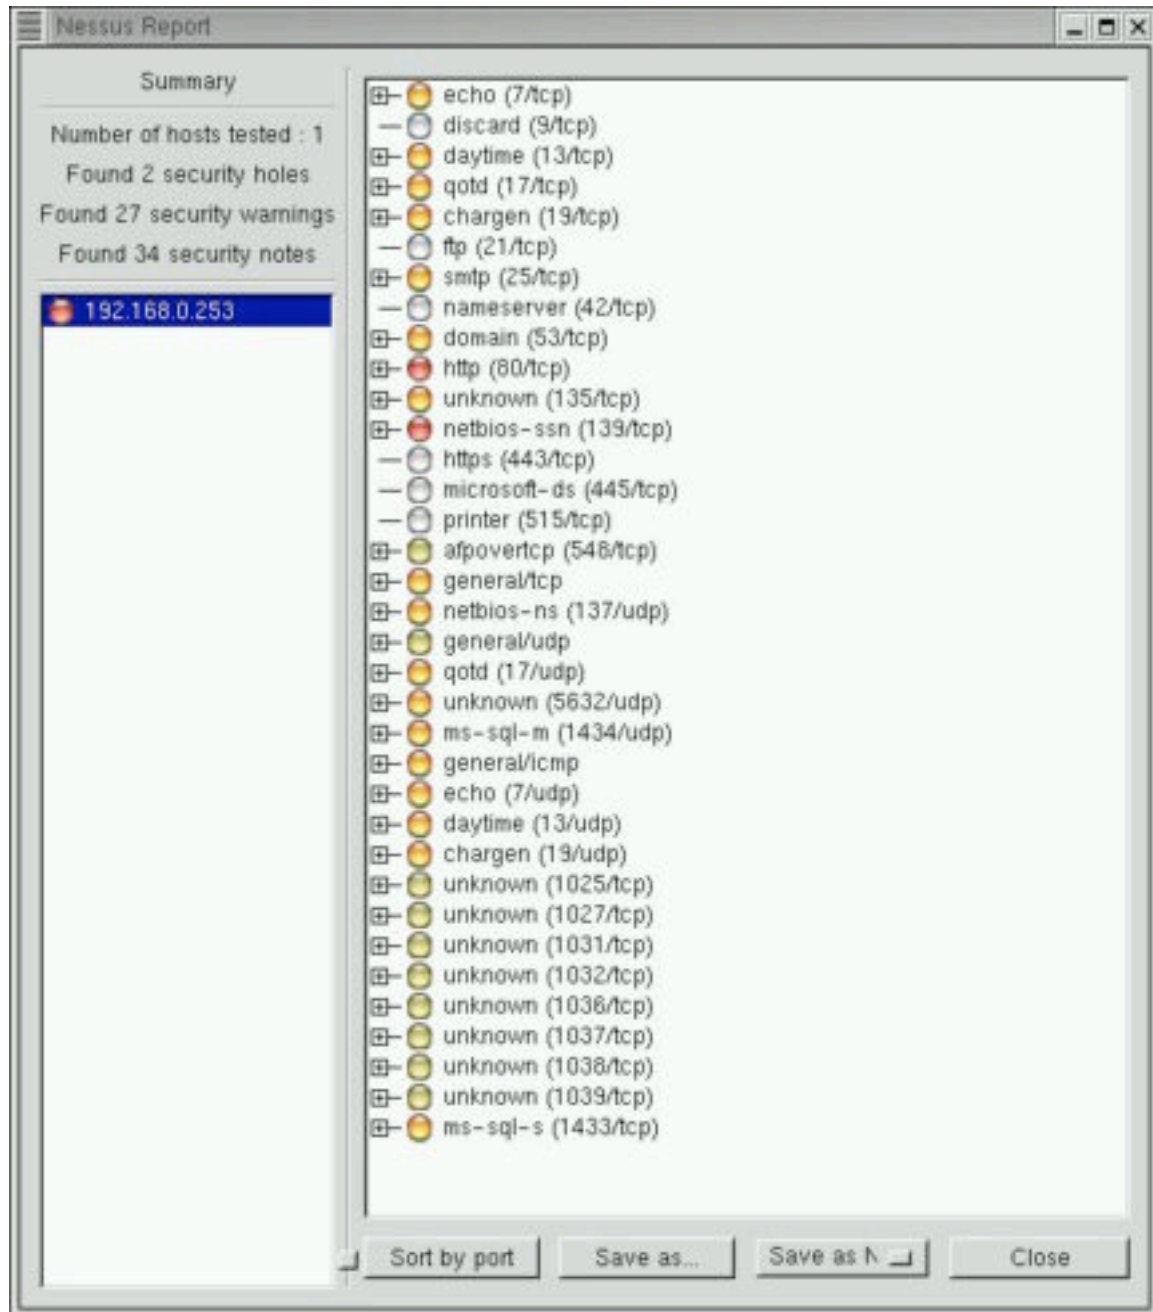 Nessus Report
Summary
Number of hosts tested : 1
Found 2 security holes
Found 27 security warnings
Found 34 security notes
192.168.0.253
echo (7/tcp)
discard (9/tcp)
daytime (13/tcp)
qotd (17/tcp)
chargen (19/tcp)
ftp (21/tcp)
smtp (25/tcp)
nameserver (42/tcp)
domain (53/tcp)
http (80/tcp)
unknown (135/tcp)
netbios-ssn (139/tcp)
https (443/tcp)
microsoft-ds (445/tcp)
printer (515/tcp)
afpovertcp (548/tcp)
general/tcp
netbios-ns (137/udp)
general/udp
qotd (17/udp)
unknown (5632/udp)
ms-sql-m (1434/udp)
general/icmp
echo (7/udp)
daytime (13/udp)
chargen (19/udp)
unknown (1025/tcp)
unknown (1027/tcp)
unknown (1031/tcp)
unknown (1032/tcp)
unknown (1036/tcp)
unknown (1037/tcp)
unknown (1038/tcp)
unknown (1039/tcp)
ms-sql-s (1433/tcp)
Sort by port
Save as...
Save as N
Close